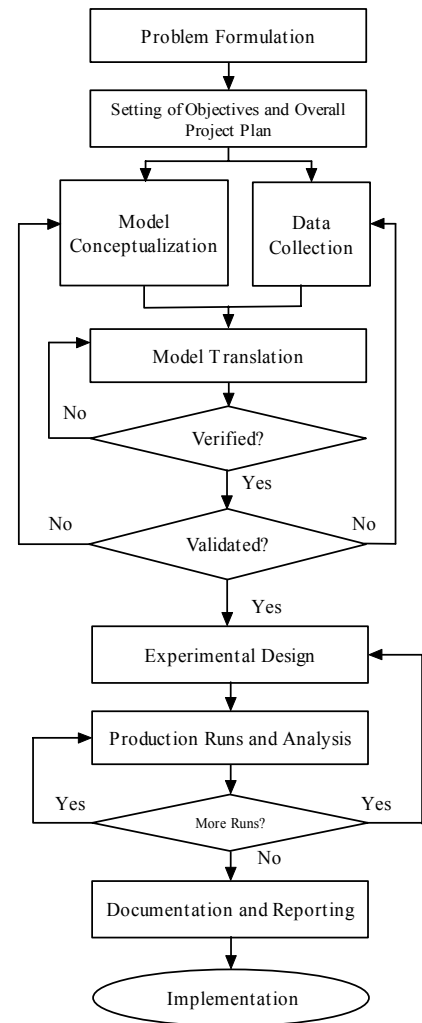 Problem Formulation
Setting of Objectives and Overall
Project Plan
Model
Conceptualization
Data
Collection
Model Translation
No
Verified?
Yes
No
No
Validated?
Yes
Experimental Design
Production Runs and Analysis
Yes
Yes
More Runs?
No
Documentation and Reporting
Implementation